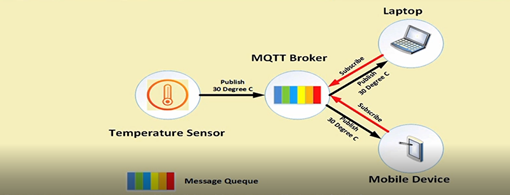 Laptop
MQTT Broker
Subscribe
Publish
30 Degree C
Publish
30 Degree C
Subscribe
Publish
30 Degree C
Temperature Sensor
Mobile Device
Message Queque